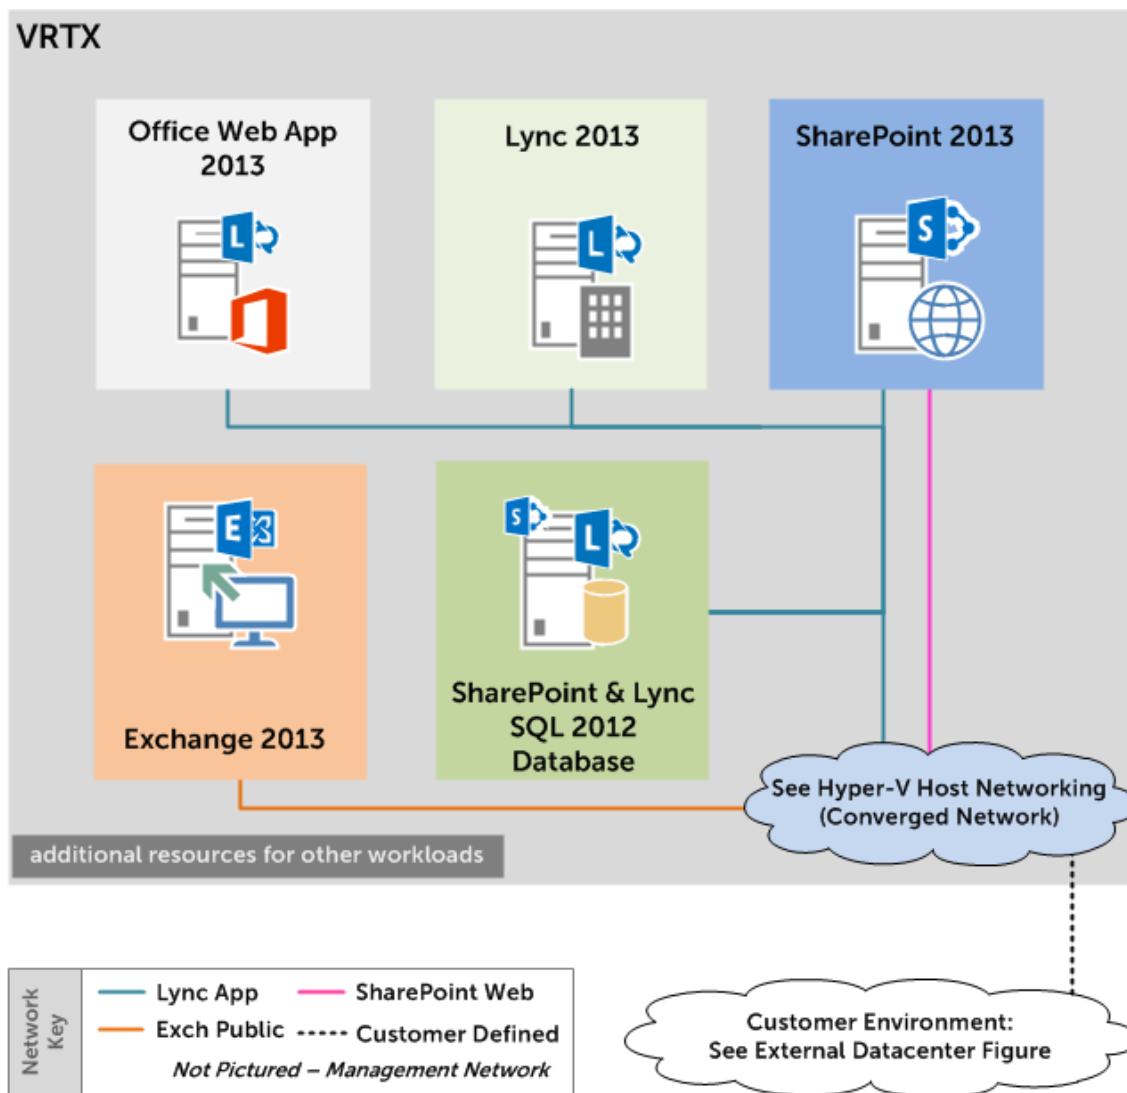 VRTX
Office Web App
2013
Lync 2013
SharePoint 2013
L
L
S
E
S
L
Exchange 2013
SharePoint & Lync
SQL 2012
Database
See Hyper-V Host Networking
(Converged Network)
additional resources for other workloads
Network
Key
Lync App
SharePoint Web
Exch Public
Customer Defined
Not Pictured – Management Network
Customer Environment:
See External Datacenter Figure